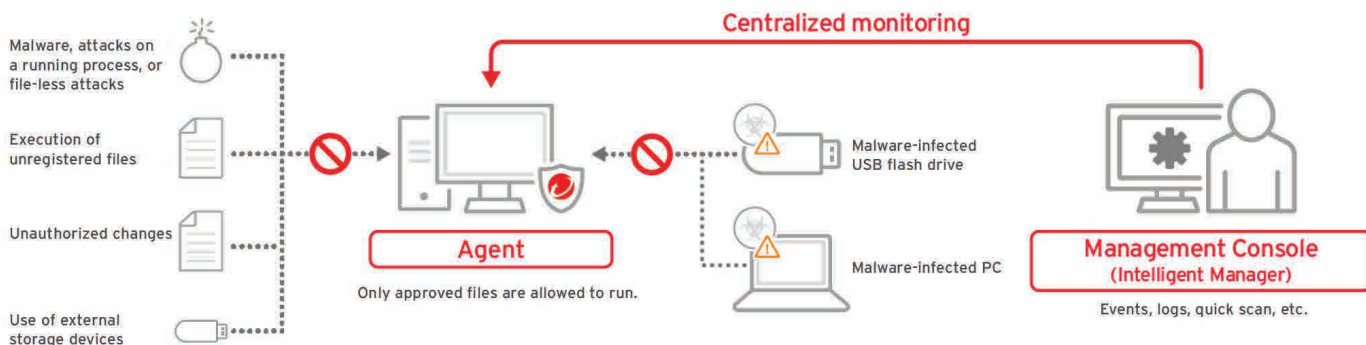 Centralized monitoring
Malware, attacks on
a running process, or
file-less attacks
Execution of
unregistered files
Unauthorized changes
Use of external
storage devices
Agent
Only approved files are allowed to run.
Malware-infected
USB flash drive
Malware-infected PC
Management Console
(Intelligent Manager)
Events, logs, quick scan, etc.